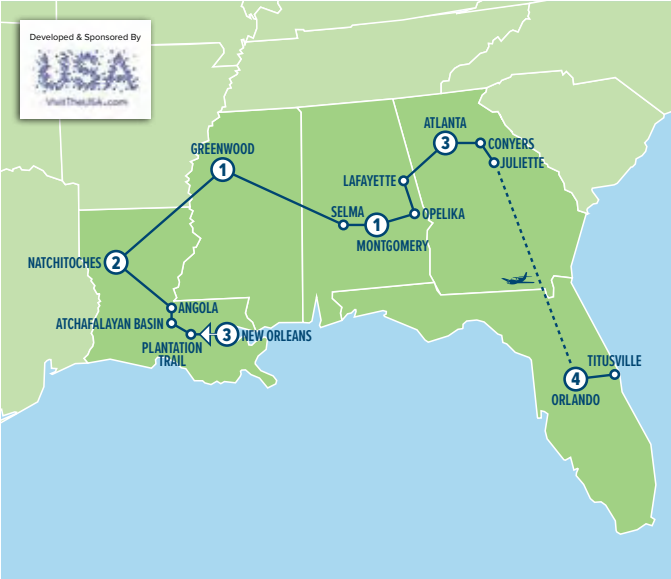 Developed & Sponsored By
USA
VisitTheUSA.com
ATLANTA
3
CONYERS
JULIETTE
GREENWOOD
1
LAFAYETTE
SELMA
1
OPELIKA
MONTGOMERY
NATCHITOCHES
2
ANGOLA
ATCHAFALAYAN BASIN
3
NEW ORLEANS
PLANTATION
TRAIL
TITUSVILLE
4
ORLANDO